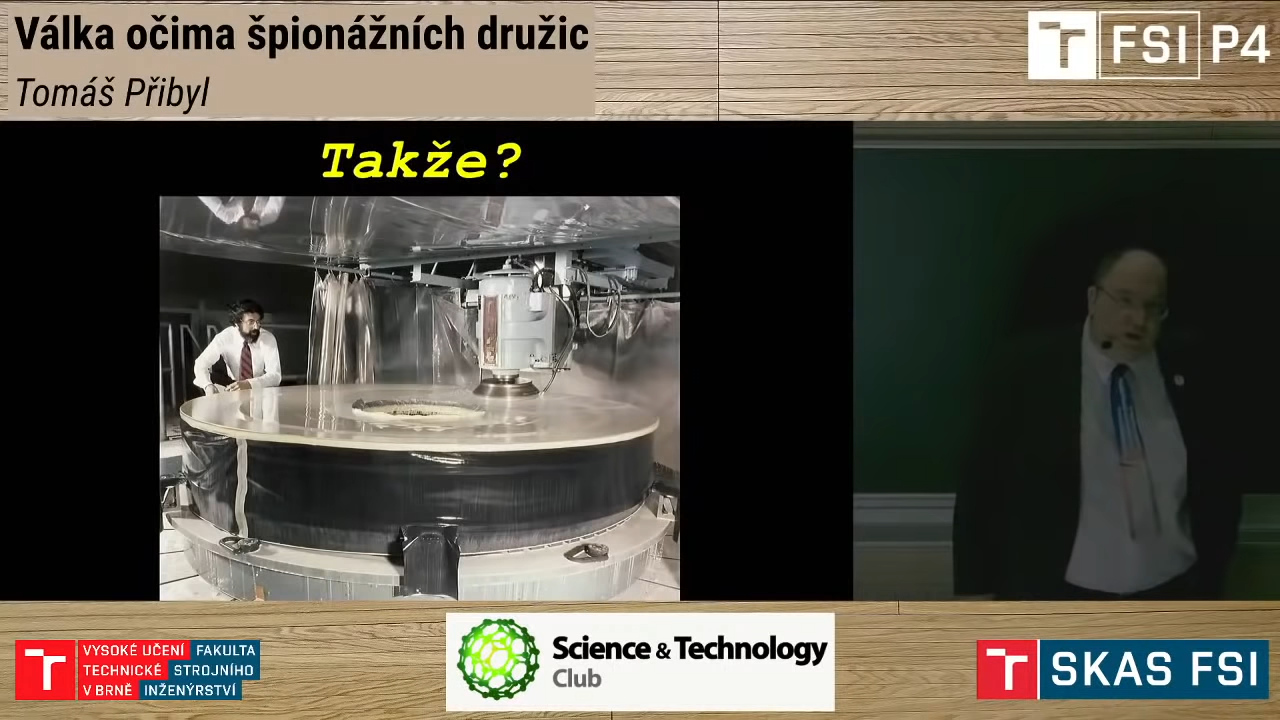 Válka očima špionážních družic
Tomáš Přibyl
FSI P4
Takže?
VYSOKÉ UČENÍ FAKULTA
TECHNICKÉ STROJNÍHO
V BRNĚ INŽENÝRSTVÍ
Science & Technology
Club
SKAS FSI